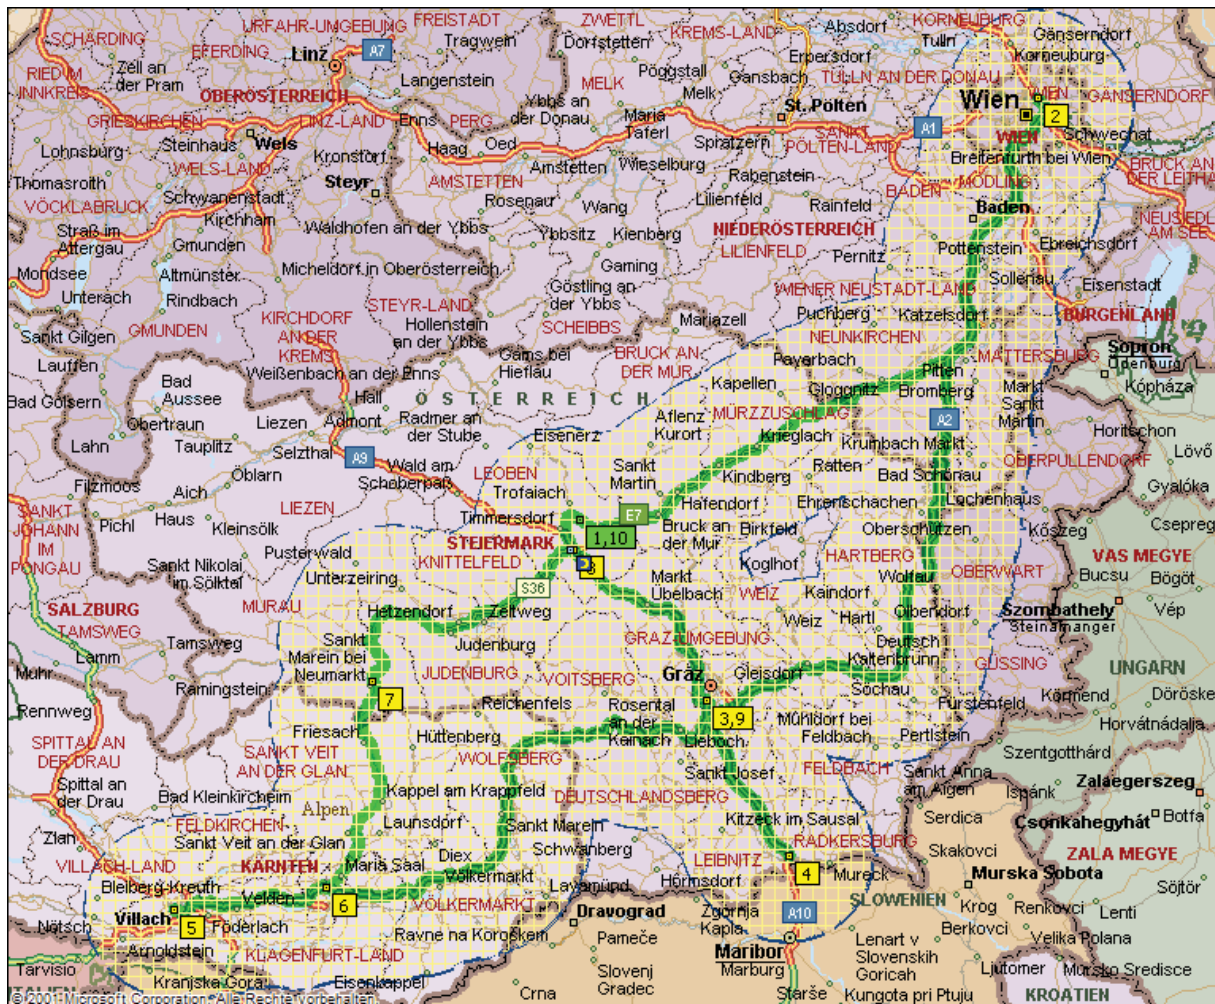 SCHÄRDING
URFAHR-UMGEBUNG
FREISTADT
ZWETTL
KORNEUBURG
EFERDING
Linz
A7
Tragwein
Dorfstetten
KREMS-LAND
Absdorf
Tulln
Gänserndorf
Korneuburg
Zell an
der Pram
RIED IM
INNKREIS
Langenstein
MELK
Pöggstall
Gansbach
Erpersdorf
TULLN AN DER DONAU
OBERÖSTERREICH
Ybbs an
der Donau
Melk
St. Pölten
Wien
WIEN
GÄNSERNDORF
2
GRIESKIRCHEN
LINZ-LAND
Enns
PERG
Maria
Taferl
A1
WIEN
Schwechat
Lohnsburg
Steinhaus
Wels
Kronstorf
Haag
Oed
Amstetten
Wieselburg
Spratzern
SANKT
PÖLTEN-LAND
Breitenfurth bei Wien
BRUCK AN
DER LEITHA
Thomasroth
WELS-LAND
Steyr
AMSTETTEN
Rabenstein
BADEN
MÖDLING
VÖCKLABRUCK
Schwanenstadt
Rosenau
Wang
Lilienfeld
Rainfeld
Baden
NEUSIEDL
AM SEE
Straß im
Attergau
Kirchham
Waldhofen an der Ybbs
Ybbsitz
Kienberg
NIEDERÖSTERREICH
LILIENFELD
Pottenstein
Ebreichsdorf
Gmunden
Mondsee
Altmünster
Micheldorf in Oberösterreich
Gaming
Pernitz
Sollenau
Eisenstadt
Unterach
Rindbach
STEYR-LAND
Göstling an
der Ybbs
WIENER NEUSTADT-LAND
Sankt Gilgen
GMUNDEN
KIRCHDORF
AN DER
KREMS
Hollenstein
an der Ybbs
SCHEIBBS
Mariazell
Puchberg
Katzelsdorf
BURGENLAND
NEUNKIRCHEN
Lauffen
Weißenbach an der Enns
Gams bei
Hieflau
BRUCK AN
DER MUR
Payerbach
MATTERSBURG
Sopron
Ödenburg
Bad Goisern
Bad
Aussee
Hall
ÖSTERREICH
Kapellen
Gloggnitz
Pitten
Bromberg
Markt
Sankt
Martin
Kópháza
Obertraun
Liezen
Admont
Radmer an
der Stube
Aflenz
Kurort
MÜRZZUSCHLAG
A2
Lahn
Tauplitz
Selzthal
Eisenerz
Krieglach
Krumbach Markt
Horitschon
A9
Öblarn
Wald am
Schoberpaß
LEOBEN
Sankt
Martin
Kindberg
Ratten
Bad Schönau
OBERPULLENDORF
Lövő
Filzmoos
Aich
Trofaiach
Hafendorf
Ehrenschachen
Lochenhaus
Gyalóka
SANKT
JOHANN
IM
PONGAU
Pichl
Haus
Kleinsölk
LIEZEN
Timmersdorf
E7
Bruck an
der Mur
Birkfeld
Oberschützen
Kőszeg
Csepreg
1,10
Pusterwald
STEIERMARK
KNITTELFELD
Koglhof
HARTBERG
VAS MEGYE
Sankt Nikolai
im Sölktal
Unterzeiring
8
Markt
Übelbach
Wolfau
OBERWART
Bucsu
Bögöt
SALZBURG
MURAU
S36
WEIZ
Kaindorf
TAMSWEG
Hetzendorf
Zeltweg
Szombathely
Steinamanger
Vép
Sankt
Marein bei
Neumarkt
Judenburg
GRAZ-UMGEBUNG
Weiz
Hartl
Olbendorf
Tamsweg
Deutsch
Kaltenbrunn
Lamm
Muhr
Ramingstein
JUDENBURG
VOITSBERG
Graz
Gleisdorf
GÜSSING
UNGARN
Rennweg
7
Reichenfels
Rosental
an der
Kainach
3,9
Söchau
Fürstenfeld
Körmend
Döröske
Friesach
Hüttenberg
Mühldorf bei
Feldbach
Horvátnádalja
SPITTAL AN
DER DRAU
SANKT VEIT
AN DER GLAN
WOLFSBERG
Lieboch
Pertlstein
Szentgotthárd
Spittal an
der Drau
Bad Kleinkircheim
Alpen
Kappel am Krappfeld
Sankt Josef
FELDBACH
Sankt Anna
am Aigen
Ispánk
Zalaegerszeg
DEUTSCHLANDSBERG
FELDKIRCHEN
Launsdorf
Sankt Marein
Kitzeck im Sausal
Serdica
Csonkahegyhát
Botfa
Zlan
Sankt Veit an der Glan
Schwanberg
RADKERSBURG
VILLACH-LAND
KÄRNTEN
Maria Saal
Diex
LEIBNITZ
Skakovci
ZALA MEGYE
Bleiberg-Kreuth
Völkermarkt
Lavamünd
Hörmsdorf
4
Mureck
Murska Sobota
Velden
6
VÖLKERMARKT
SLOWENIEN
Söjtör
Villach
Dravograd
Zgornja
Kapla
A10
Krog
Renkovci
Lenti
Nötsch
5
Föderlach
Berkovci
Arnoldstein
KLAGENFURT-LAND
Ravne na Koroškem
Pameče
Maribor
Marburg
Lenart v
Slovenskih
Goricah
Velika Polana
Tarvisio
Kranjska Gora
Eisenkappel
Slovenj
Gradec
Ljutomer
Mursko Sredisce
ITALIEN
Crna
Starše
Kungota pri Ptuju
KROATIEN
© 2001 Microsoft Corporation. Alle Rechte vorbehalten.